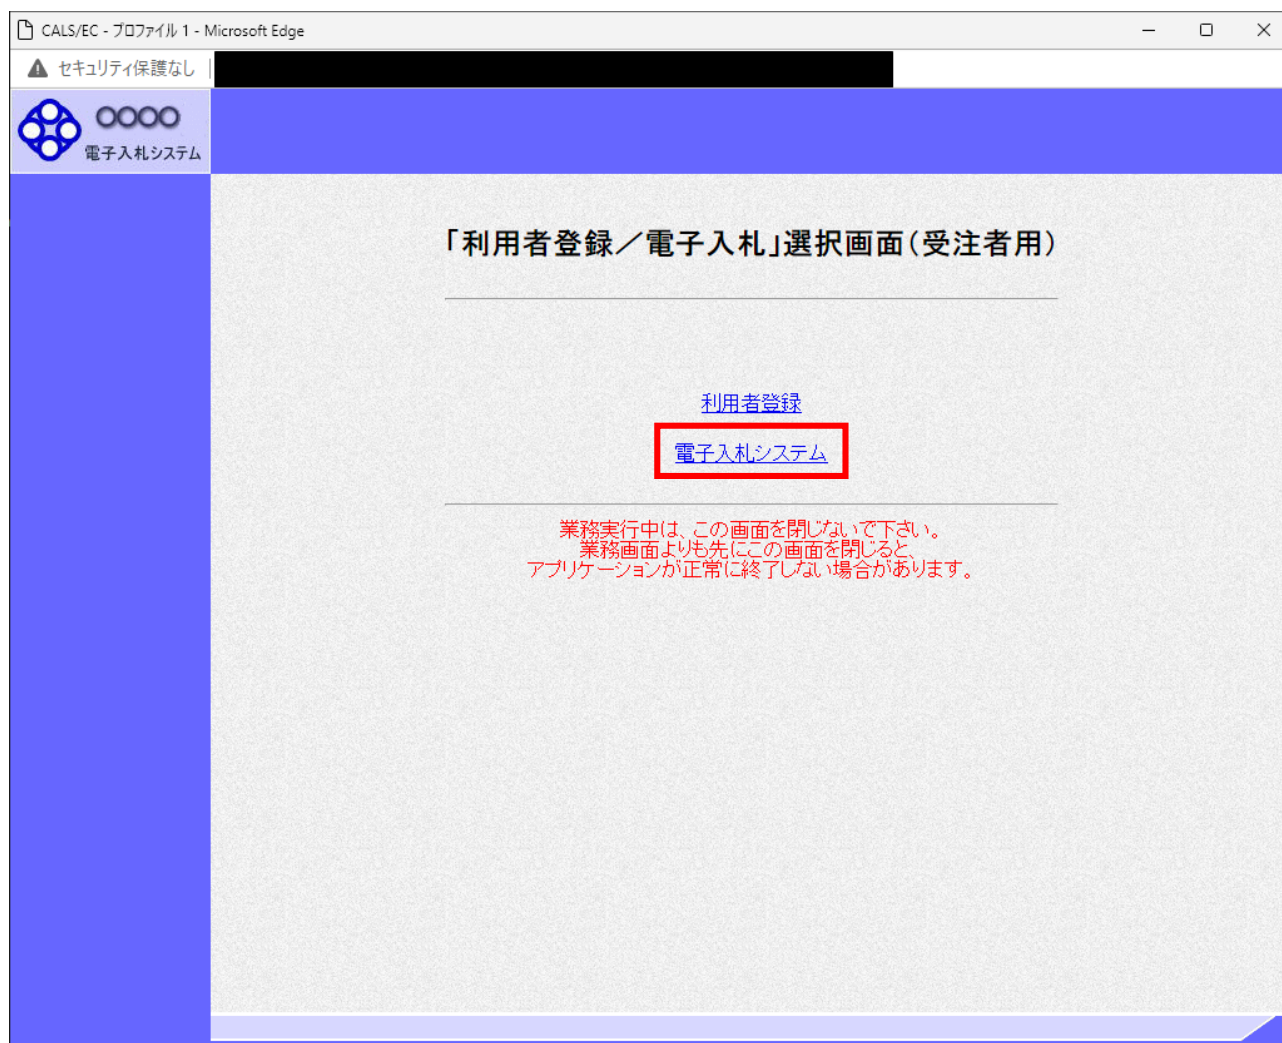 CALS/EC - プロファイル 1 - Microsoft Edge
セキュリティ保護なし
〇〇〇〇
電子入札システム
「利用者登録／電子入札」選択画面（受注者用）
利用者登録
電子入札システム
業務実行中は、この画面を閉じないで下さい。
業務画面よりも先にこの画面を閉じると、
アプリケーションが正常に終了しない場合があります。